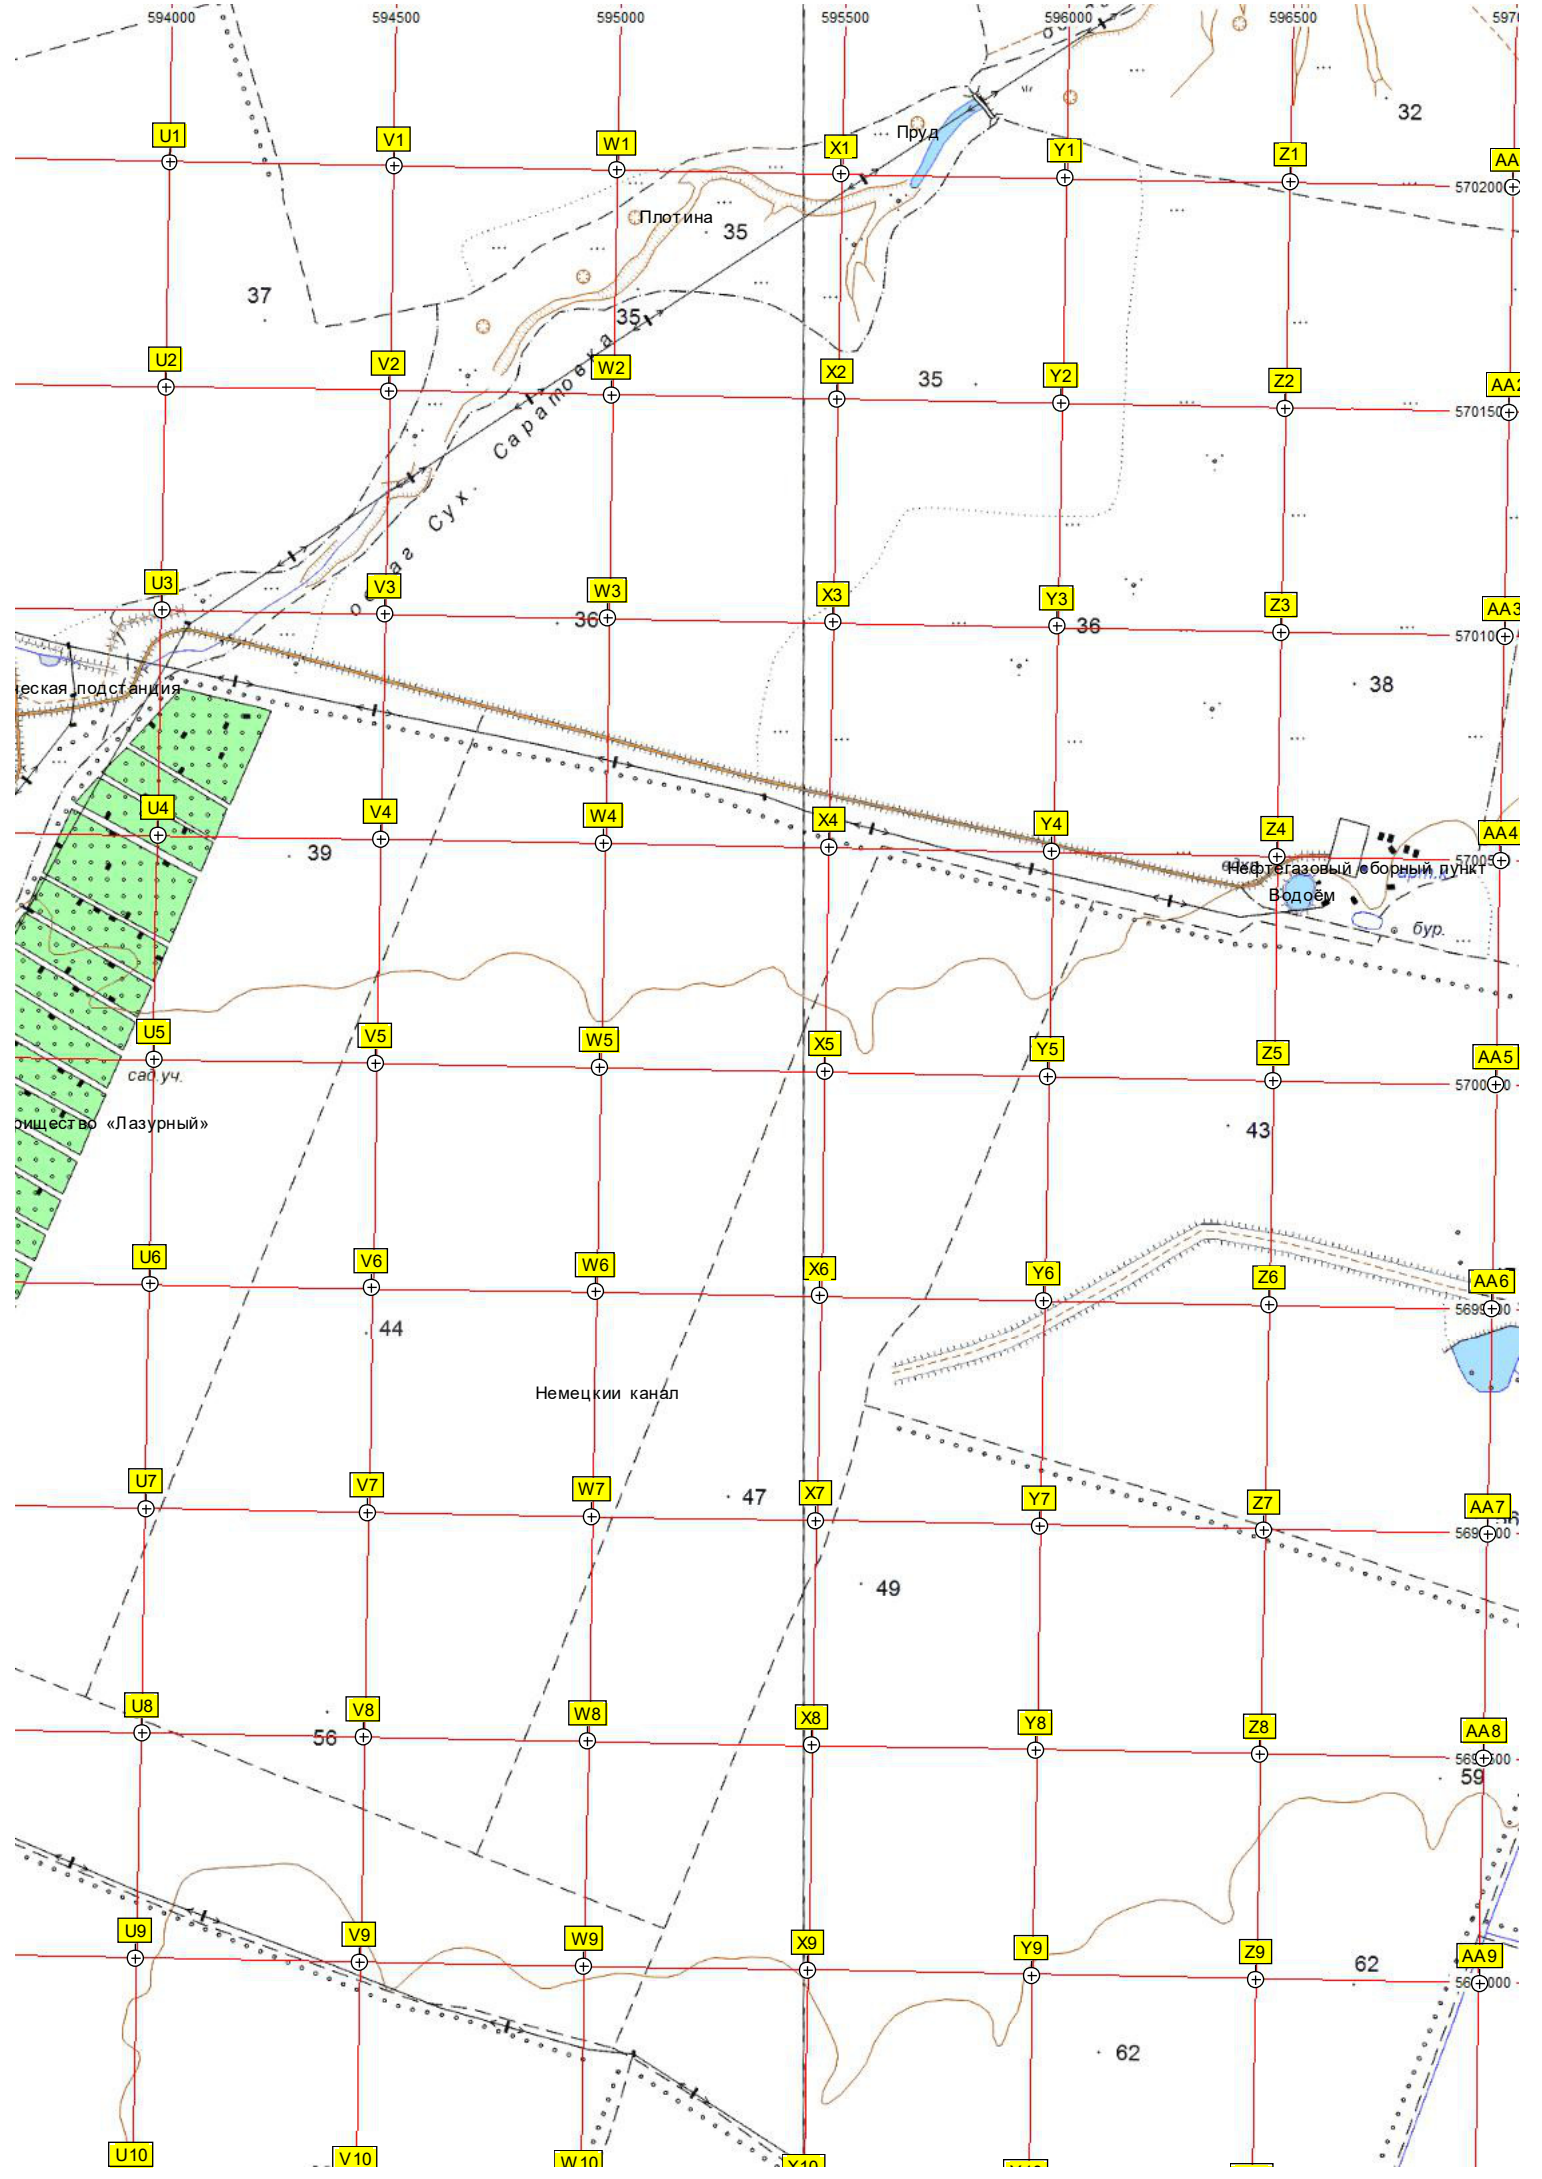 594000 594500 595000 595500 596000 596500
32
Пруд
U1 V1 W1 X1 Y1 Z1 AA
570200
Плотина
35
37
35
U2 V2 W2 X2 Y2 Z2 AA2
35
570150
Сух. Саратовка
U3 V3 W3 X3 Y3 Z3 AA3
36 36
57010
38
U4 V4 W4 X4 Y4 Z4 AA4
39
Нефтегазовый сборный пункт
Водоём
бур.
U5 V5 W5 X5 Y5 Z5 AA5
сад.уч.
«Лазурный»
43
U6 V6 W6 X6 Y6 Z6 AA6
44
Немецкий канал
47
U7 V7 W7 X7 Y7 Z7 AA7
49
U8 V8 W8 X8 Y8 Z8 AA8
56
59
U9 V9 W9 X9 Y9 Z9 AA9
62
62
U10 V10 W10 X10